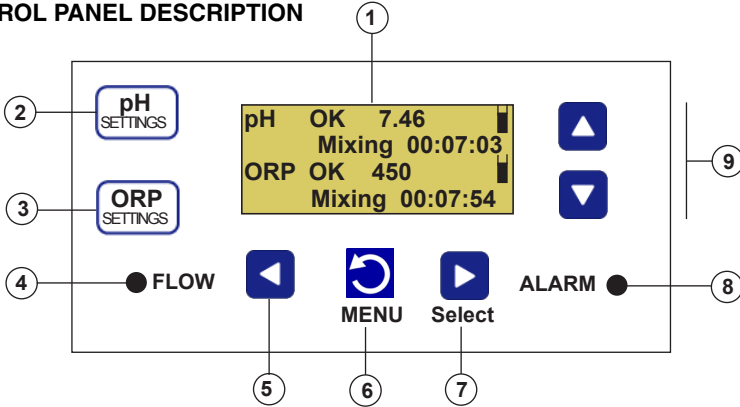 ROL PANEL DESCRIPTION
1
2
pH
SETTINGS
pH OK 7.46
Mixing 00:07:03
ORP OK 450
Mixing 00:07:54
9
3
ORP
SETTINGS
4
FLOW
MENU
Select
ALARM
8
5
6
7